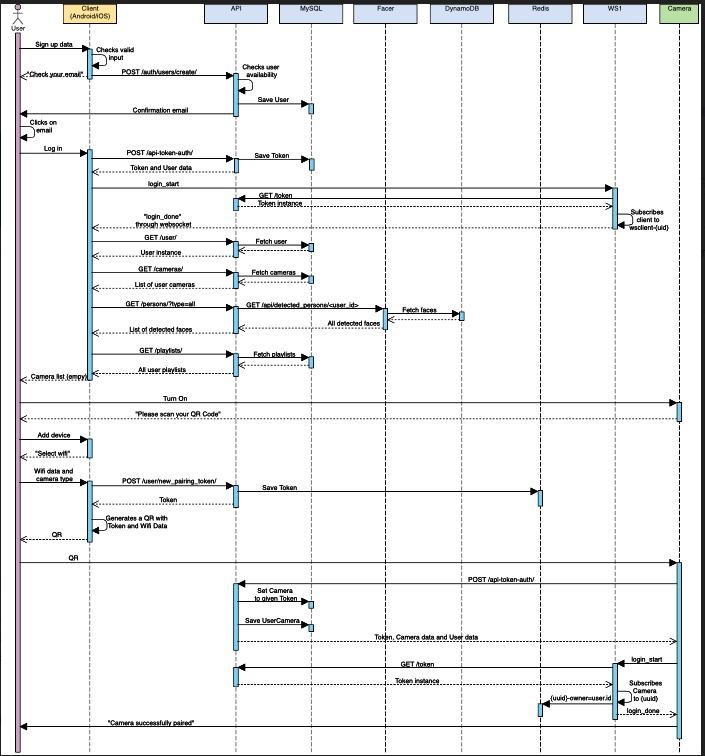 Client
(Android/iOS)
API
MySQL
Facer
DynamoDB
Redis
WS1
Camera
User
Sign up data
Checks valid
input
"Check your email"
POST /auth/users/create/
Checks user
availability
Save User
Confirmation email
Clicks on
email
Log in
POST /api-token-auth/
Save Token
Token and User data
login_start
GET /token
Token instance
Subscribes
client to
wsclient-{uid}
"login_done"
through websocket
GET /user/
Fetch user
User instance
GET /cameras/
Fetch cameras
List of user cameras
GET /persons/?type=all
GET /api/detected_persons/<user_id>
Fetch faces
All detected faces
List of detected faces
GET /playlists/
Fetch playlists
All user playlists
Camera list (empy)
Turn On
"Please scan your QR Code"
Add device
"Select wifi"
Wifi data and
camera type
POST /user/new_pairing_token/
Save Token
Token
Generates a QR with
Token and Wifi Data
QR
QR
POST /api-token-auth/
Set Camera
to given Token
Save UserCamera
Token, Camera data and User data
login_start
GET /token
Token instance
Subscribes
Camera
to {uuid}
{uuid}-owner=user.id
login_done
"Camera successfully paired"